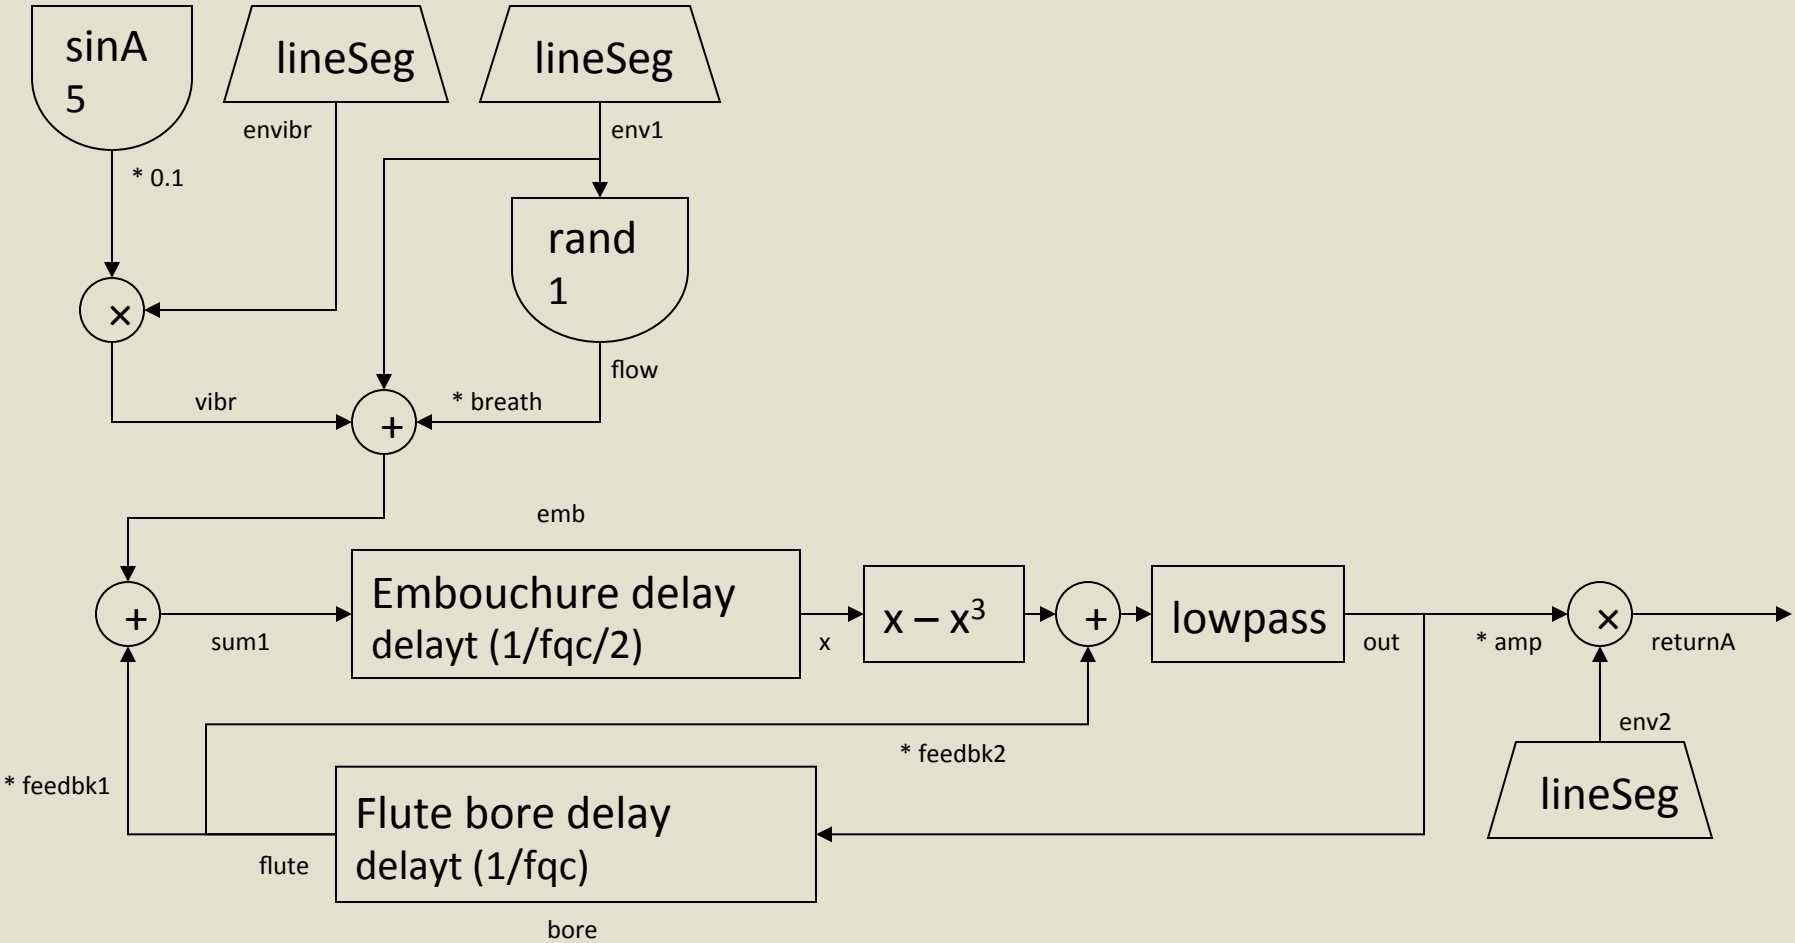 sinA
5
lineSeg
lineSeg
envibr
env1
* 0.1
rand
1
×
flow
vibr
* breath
+
emb
+
sum1
Embouchure delay
delayt (1/fqc/2)
x
x – x³
+
lowpass
out
* amp
×
returnA
env2
lineSeg
* feedbk2
* feedbk1
Flute bore delay
delayt (1/fqc)
flute
bore